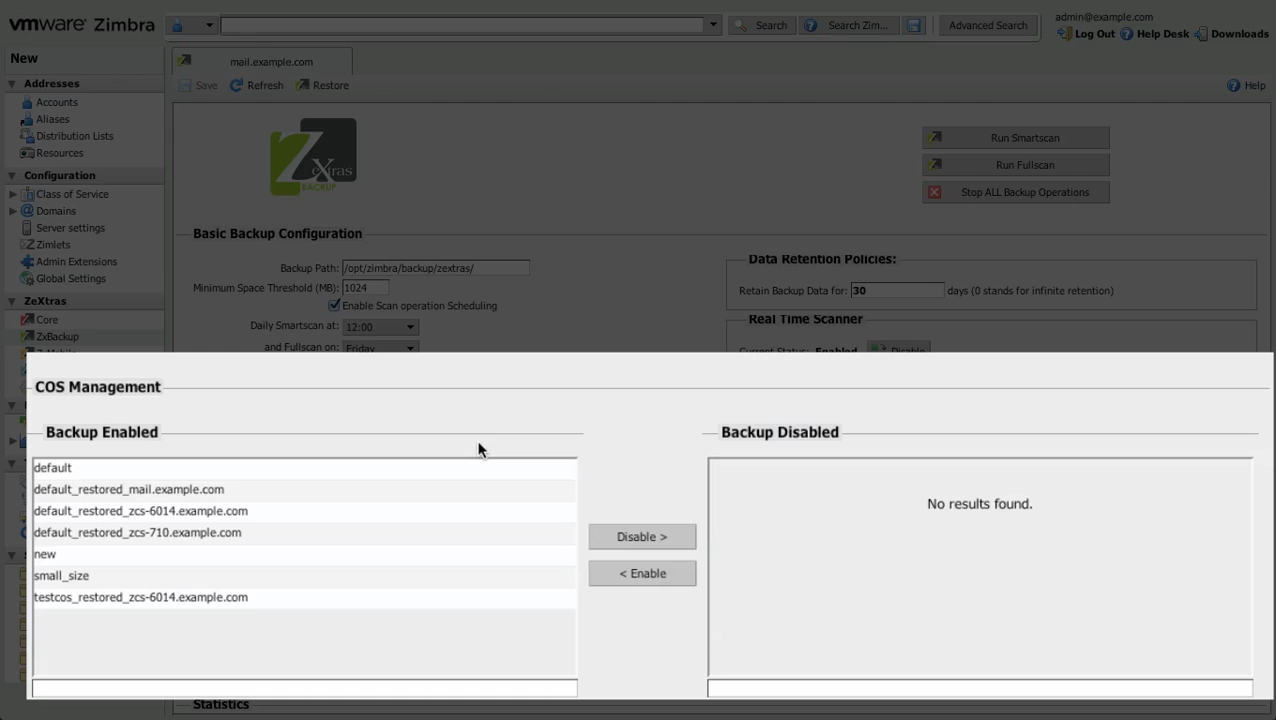 vmware Zimbra
Search
Search Zim...
Advanced Search
admin@example.com
Log Out
Help Desk
Downloads
New
mail.example.com
Save
Refresh
Restore
Help
Addresses
Accounts
Aliases
Distribution Lists
Resources
Configuration
Class of Service
Domains
Server settings
Zimlets
Admin Extensions
Global Settings
ZeXtras
Core
ZxBackup
ZeXtras
BACKUP
Run Smartscan
Run Fullscan
Stop ALL Backup Operations
Basic Backup Configuration
Backup Path: /opt/zimbra/backup/zextras/
Minimum Space Threshold (MB): 1024
Enable Scan operation Scheduling
Daily Smartscan at: 12:00
and Fullscan on: Friday
Data Retention Policies:
Retain Backup Data for: 30 days (0 stands for infinite retention)
Real Time Scanner
Current Status: Enabled Disable
COS Management
Backup Enabled
default
default_restored_mail.example.com
default_restored_zcs-6014.example.com
default_restored_zcs-710.example.com
new
small_size
testcos_restored_zcs-6014.example.com
Disable >
< Enable
Backup Disabled
No results found.
Statistics